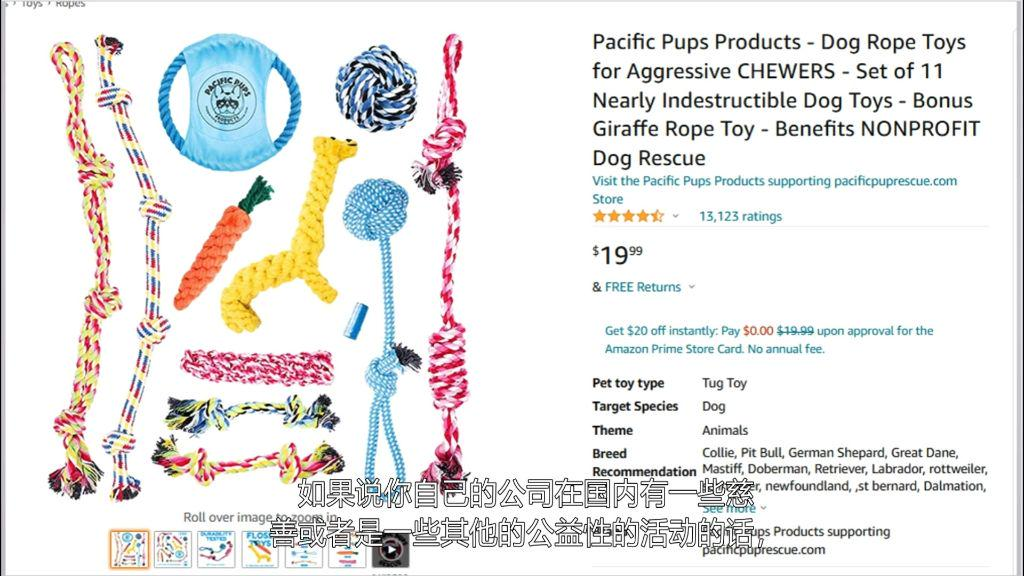 Toys › Ropes
Pacific Pups Products - Dog Rope Toys
for Aggressive CHEWERS - Set of 11
Nearly Indestructible Dog Toys - Bonus
Giraffe Rope Toy - Benefits NONPROFIT
Dog Rescue
Visit the Pacific Pups Products supporting pacificpuprescue.com
Store
13,123 ratings
$19.99
& FREE Returns
Get $20 off instantly: Pay $0.00 $19.99 upon approval for the
Amazon Prime Store Card. No annual fee.
Pet toy type Tug Toy
Target Species Dog
Theme Animals
Breed Collie, Pit Bull, German Shepard, Great Dane,
Recommendation Mastiff, Doberman, Retriever, Labrador, rottweiler,
newfoundland, ,st bernard, Dalmation,
See more
Pups Products supporting
pacificpuprescue.com
PACIFIC PUPS
PRODUCTS
Roll over image to zoom in
DURABILITY
TESTED
FLOSS
如果说你自己的公司在国内有一些慈
善或者是一些其他的公益性的活动的话，